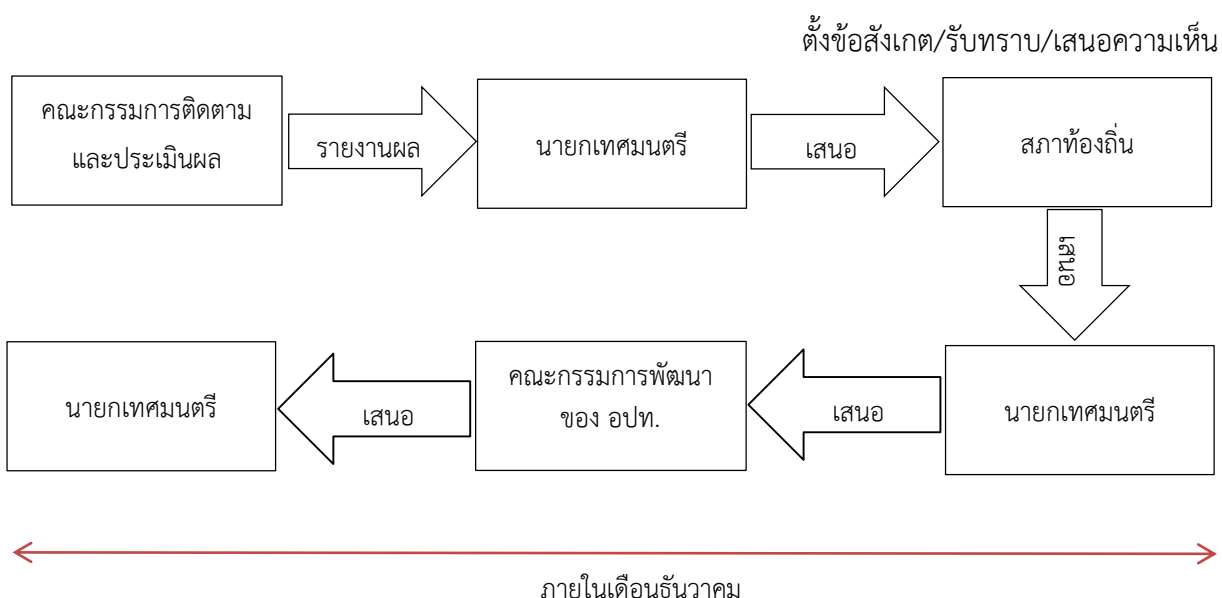 ตั้งข้อสังเกต/รับทราบ/เสนอความเห็น
คณะกรรมการติดตาม
และประเมินผล
รายงานผล
นายกเทศมนตรี
เสนอ
สภาท้องถิ่น
เสนอ
นายกเทศมนตรี
เสนอ
คณะกรรมการพัฒนา
ของ อปท.
เสนอ
นายกเทศมนตรี
ภายในเดือนธันวาคม